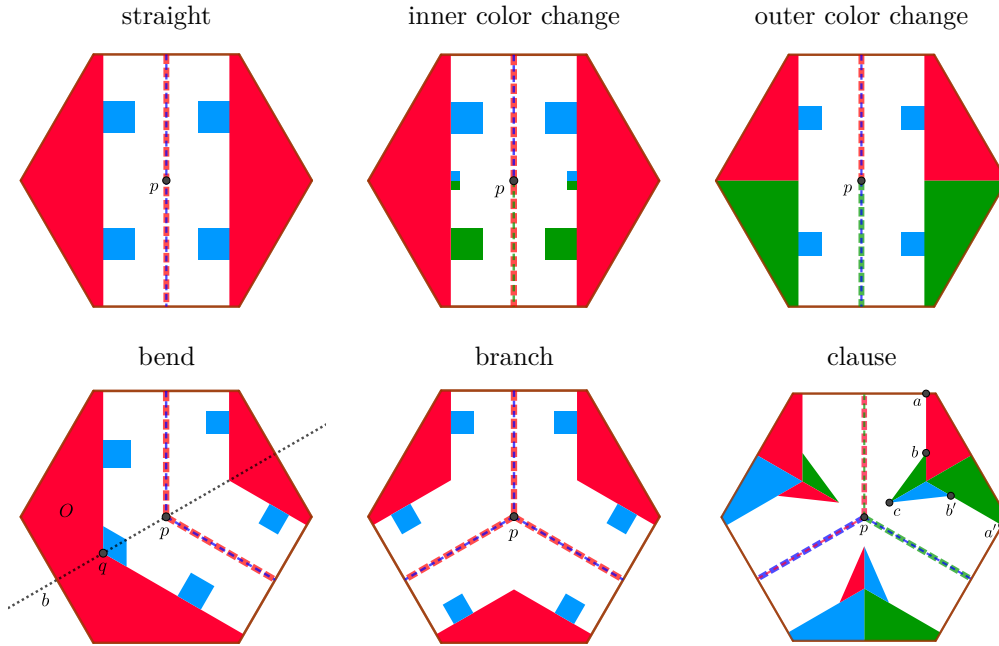 straight
inner color change
outer color change
p
p
p
bend
branch
clause
a
b
O
c
b′
p
p
p
a′
q
b